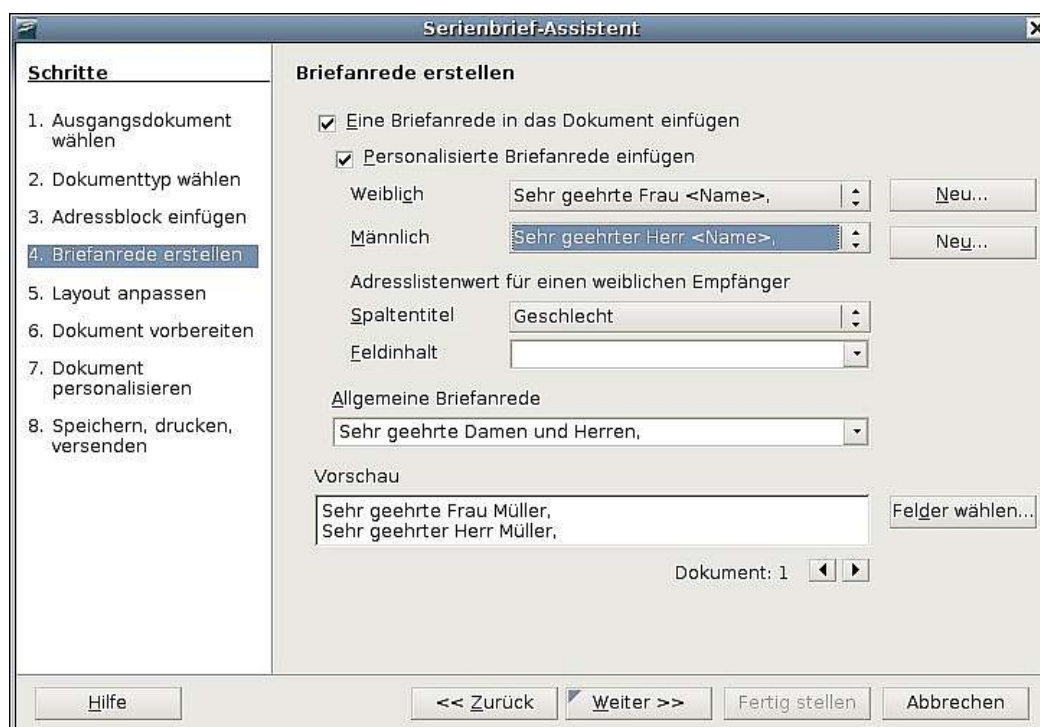 Serienbrief-Assistent
Schritte
1. Ausgangsdokument
wählen
2. Dokumenttyp wählen
3. Adressblock einfügen
4. Briefanrede erstellen
5. Layout anpassen
6. Dokument vorbereiten
7. Dokument
personalisieren
8. Speichern, drucken,
versenden
Briefanrede erstellen
Eine Briefanrede in das Dokument einfügen
Personalisierte Briefanrede einfügen
Weiblich Sehr geehrte Frau <Name>, Neu...
Männlich Sehr geehrter Herr <Name>, Neu...
Adresslistenwert für einen weiblichen Empfänger
Spaltentitel Geschlecht
Feldinhalt
Allgemeine Briefanrede
Sehr geehrte Damen und Herren,
Vorschau
Sehr geehrte Frau Müller,
Sehr geehrter Herr Müller,
Felder wählen...
Dokument: 1
Hilfe << Zurück Weiter >> Fertig stellen Abbrechen